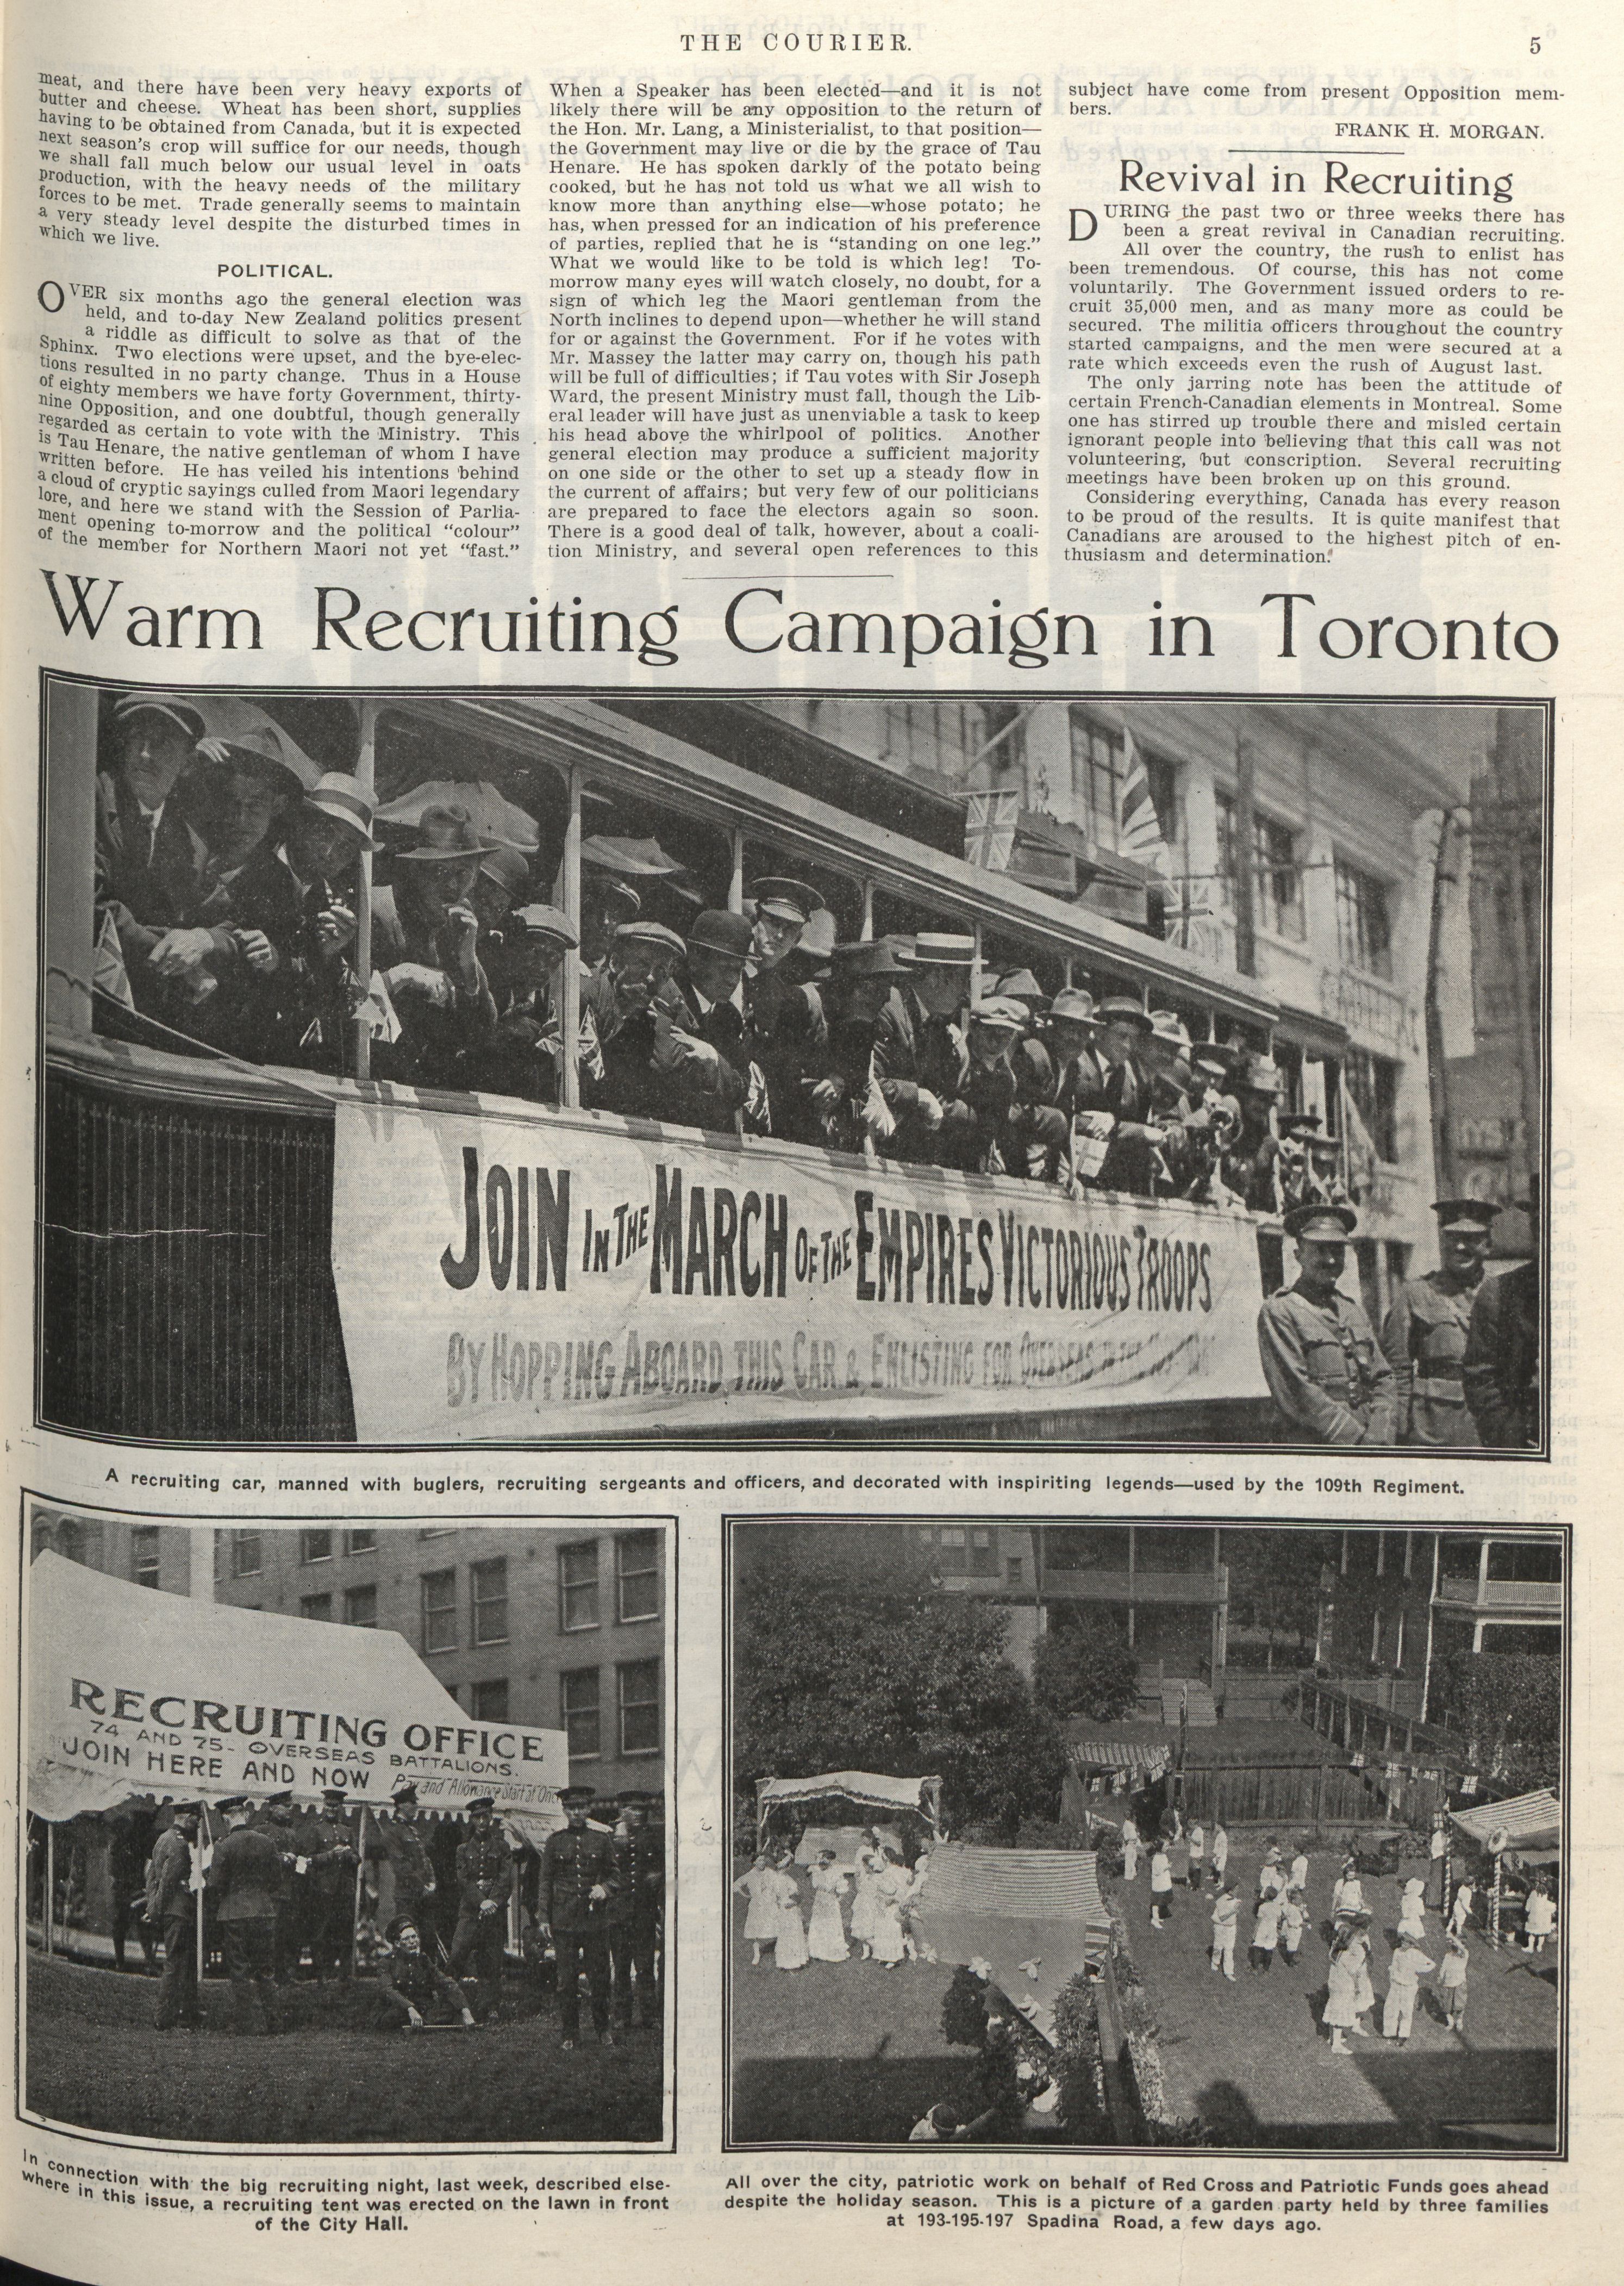 THE COURIER.
5
meat, and there have been very heavy exports of
butter and cheese. Wheat has been short, supplies
having to be obtained from Canada, but it is expected
next season's crop will suffice for our needs, though
we shall fall much below our usual level in oats
production, with the heavy needs of the military
forces to be met. Trade generally seems to maintain
a very steady level despite the disturbed times in
which we live.
POLITICAL.
OVER six months ago the general election was
held, and to-day New Zealand politics present
a riddle as difficult to solve as that of the
Sphinx. Two elections were upset, and the bye-elec-
tions resulted in no party change. Thus in a House
of eighty members we have forty Government, thirty-
nine Opposition, and one doubtful, though generally
regarded as certain to vote with the Ministry. This
is Tau Henare, the native gentleman of whom I have
written before. He has veiled his intentions behind
a cloud of cryptic sayings culled from Maori legendary
lore, and here we stand with the Session of Parlia-
ment opening to-morrow and the political "colour"
of the member for Northern Maori not yet "fast."
When a Speaker has been elected—and it is not
likely there will be any opposition to the return of
the Hon. Mr. Lang, a Ministerialist, to that position—
the Government may live or die by the grace of Tau
Henare. He has spoken darkly of the potato being
cooked, but he has not told us what we all wish to
know more than anything else—whose potato; he
has, when pressed for an indication of his preference
of parties, replied that he is "standing on one leg."
What we would like to be told is which leg! To-
morrow many eyes will watch closely, no doubt, for a
sign of which leg the Maori gentleman from the
North inclines to depend upon—whether he will stand
for or against the Government. For if he votes with
Mr. Massey the latter may carry on, though his path
will be full of difficulties; if Tau votes with Sir Joseph
Ward, the present Ministry must fall, though the Lib-
eral leader will have just as unenviable a task to keep
his head above the whirlpool of politics. Another
general election may produce a sufficient majority
on one side or the other to set up a steady flow in
the current of affairs; but very few of our politicians
are prepared to face the electors again so soon.
There is a good deal of talk, however, about a coali-
tion Ministry, and several open references to this
subject have come from present Opposition mem-
bers.
FRANK H. MORGAN.
Revival in Recruiting
DURING the past two or three weeks there has
been a great revival in Canadian recruiting.
All over the country, the rush to enlist has
been tremendous. Of course, this has not come
voluntarily. The Government issued orders to re-
cruit 35,000 men, and as many more as could be
secured. The militia officers throughout the country
started campaigns, and the men were secured at a
rate which exceeds even the rush of August last.
The only jarring note has been the attitude of
certain French-Canadian elements in Montreal. Some
one has stirred up trouble there and misled certain
ignorant people into believing that this call was not
volunteering, but conscription. Several recruiting
meetings have been broken up on this ground.
Considering everything, Canada has every reason
to be proud of the results. It is quite manifest that
Canadians are aroused to the highest pitch of en-
thusiasm and determination.
Warm Recruiting Campaign in Toronto
JOIN IN THE MARCH OF THE EMPIRES VICTORIOUS TROOPS
BY HOPPING ABOARD THIS CAR & ENLISTING FOR OVERSEAS
A recruiting car, manned with buglers, recruiting sergeants and officers, and decorated with inspiriting legends—used by the 109th Regiment.
RECRUITING OFFICE
74 AND 75- OVERSEAS BATTALIONS.
JOIN HERE AND NOW Pay and Allowance Start at Once
In connection with the big recruiting night, last week, described else-
where in this issue, a recruiting tent was erected on the lawn in front
of the City Hall.
All over the city, patriotic work on behalf of Red Cross and Patriotic Funds goes ahead
despite the holiday season. This is a picture of a garden party held by three families
at 193-195-197 Spadina Road, a few days ago.